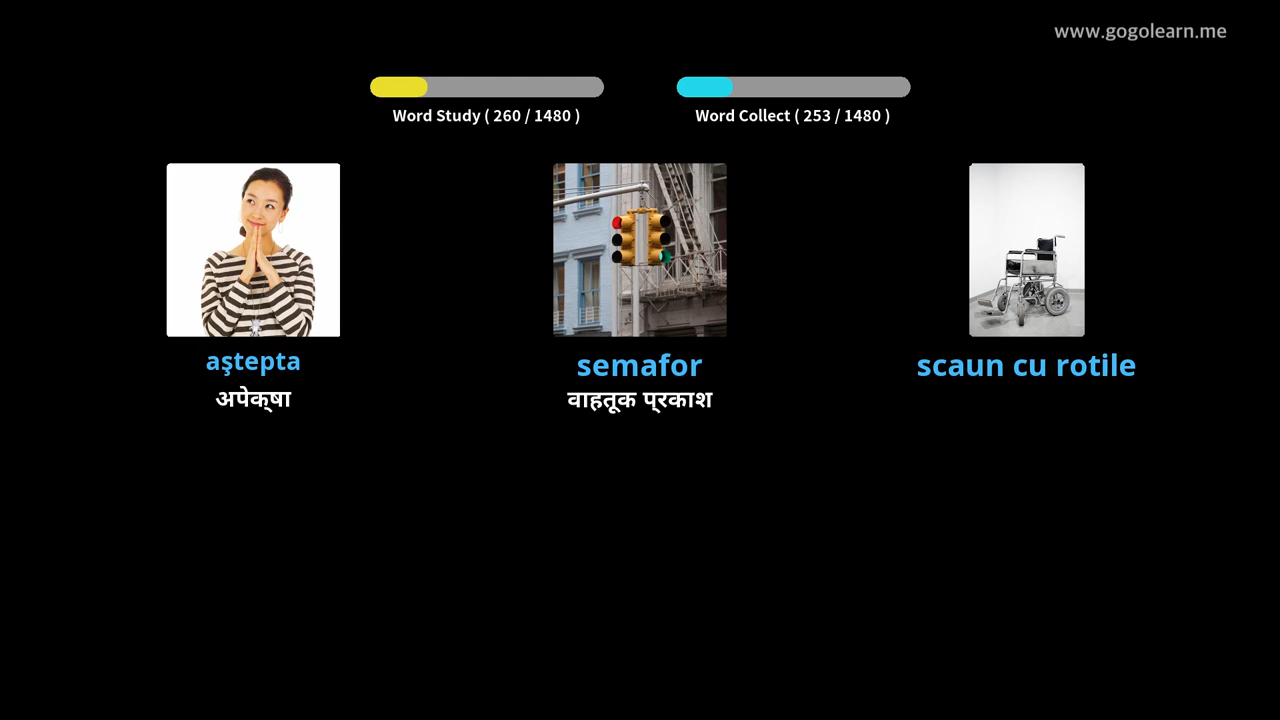 www.gogolearn.me
Word Study ( 260 / 1480 )
Word Collect ( 253 / 1480 )
aştepta
अपेक्षा
semafor
वाहतूक प्रकाश
scaun cu rotile